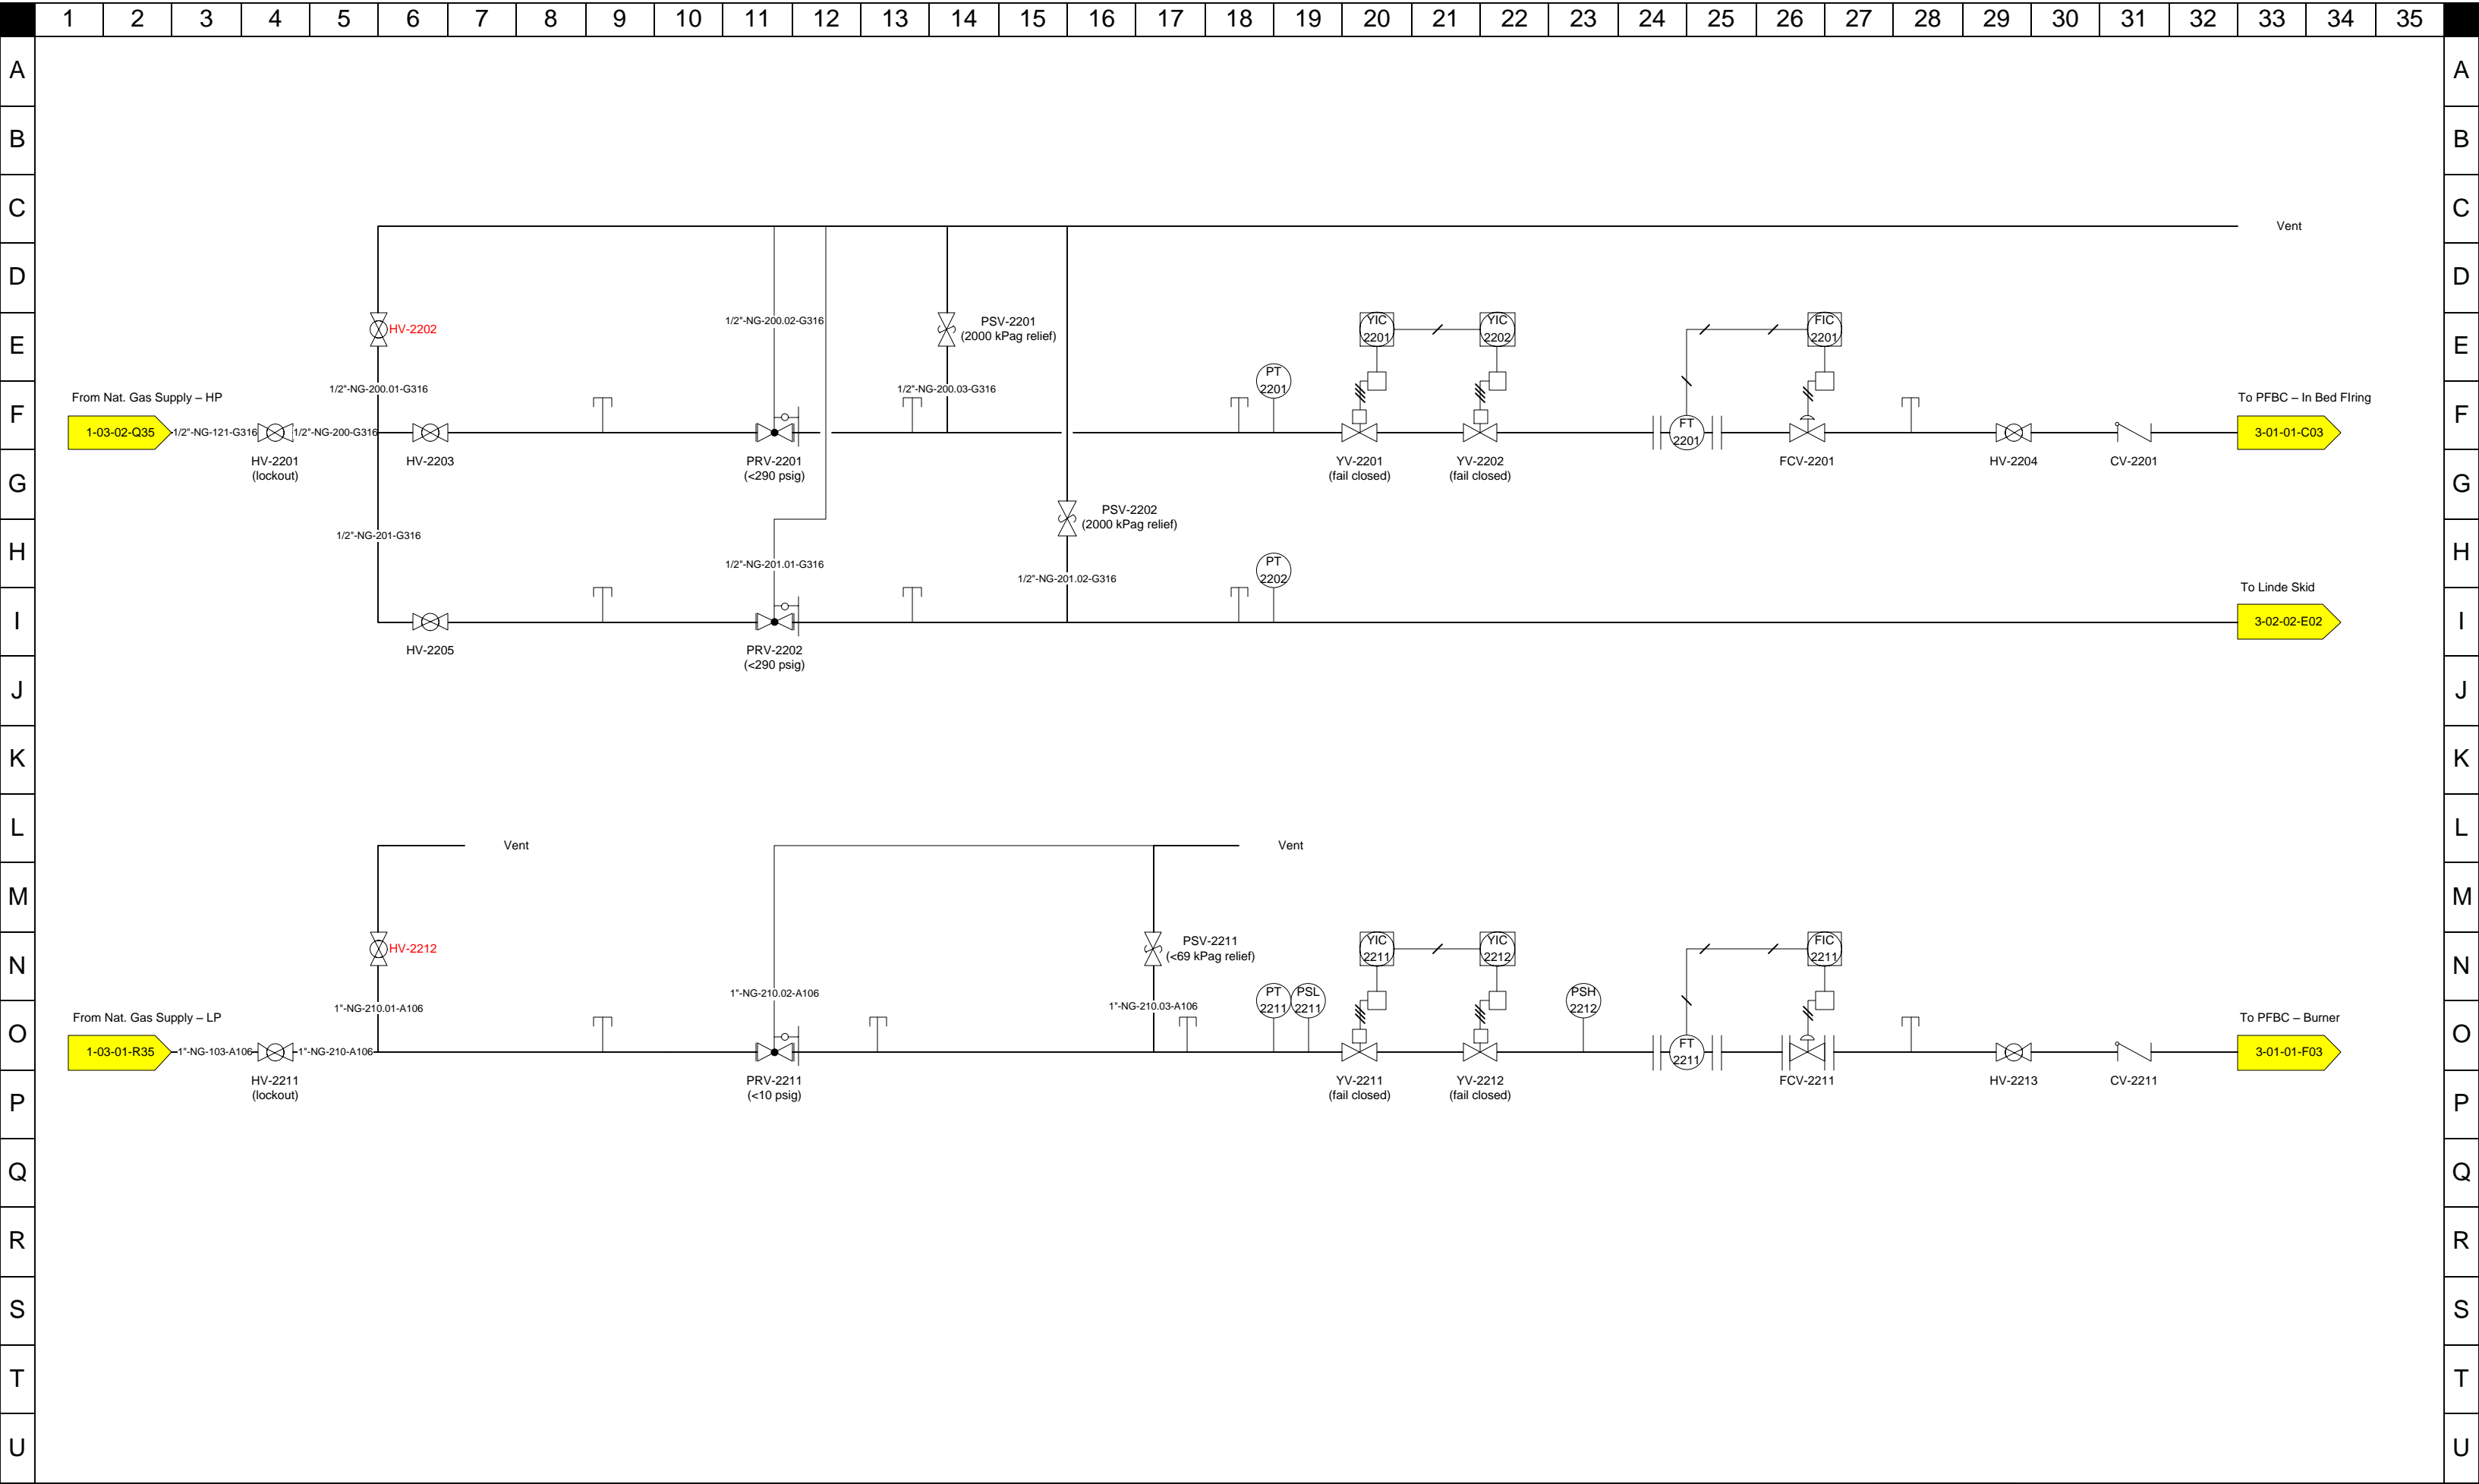 1 2 3 4 5 6 7 8 9 10 11 12 13 14 15 16 17 18 19 20 21 22 23 24 25 26 27 28 29 30 31 32 33 34 35
A A
B B
C C
Vent
D D
1/2"-NG-200.02-G316
PSV-2201
(2000 kPag relief)
YIC
2201
YIC
2202
FIC
2201
HV-2202
E E
PT
2201
1/2"-NG-200.01-G316
1/2"-NG-200.03-G316
From Nat. Gas Supply – HP
To PFBC – In Bed FIring
F F
1-03-02-Q35
1/2"-NG-121-G316
1/2"-NG-200-G316
FT
2201
3-01-01-C03
HV-2201
(lockout)
HV-2203
PRV-2201
(<290 psig)
YV-2201
(fail closed)
YV-2202
(fail closed)
FCV-2201
HV-2204
CV-2201
G G
PSV-2202
(2000 kPag relief)
1/2"-NG-201-G316
H H
1/2"-NG-201.01-G316
PT
2202
1/2"-NG-201.02-G316
To Linde Skid
I I
3-02-02-E02
HV-2205
PRV-2202
(<290 psig)
J J
K K
L L
Vent
Vent
M M
HV-2212
PSV-2211
(<69 kPag relief)
YIC
2211
YIC
2212
FIC
2211
N N
1"-NG-210.02-A106
PT
2211
PSL
2211
PSH
2212
1"-NG-210.01-A106
1"-NG-210.03-A106
From Nat. Gas Supply – LP
To PFBC – Burner
O O
1-03-01-R35
1"-NG-103-A106
1"-NG-210-A106
FT
2211
3-01-01-F03
HV-2211
(lockout)
PRV-2211
(<10 psig)
YV-2211
(fail closed)
YV-2212
(fail closed)
FCV-2211
HV-2213
CV-2211
P P
Q Q
R R
S S
T T
U U